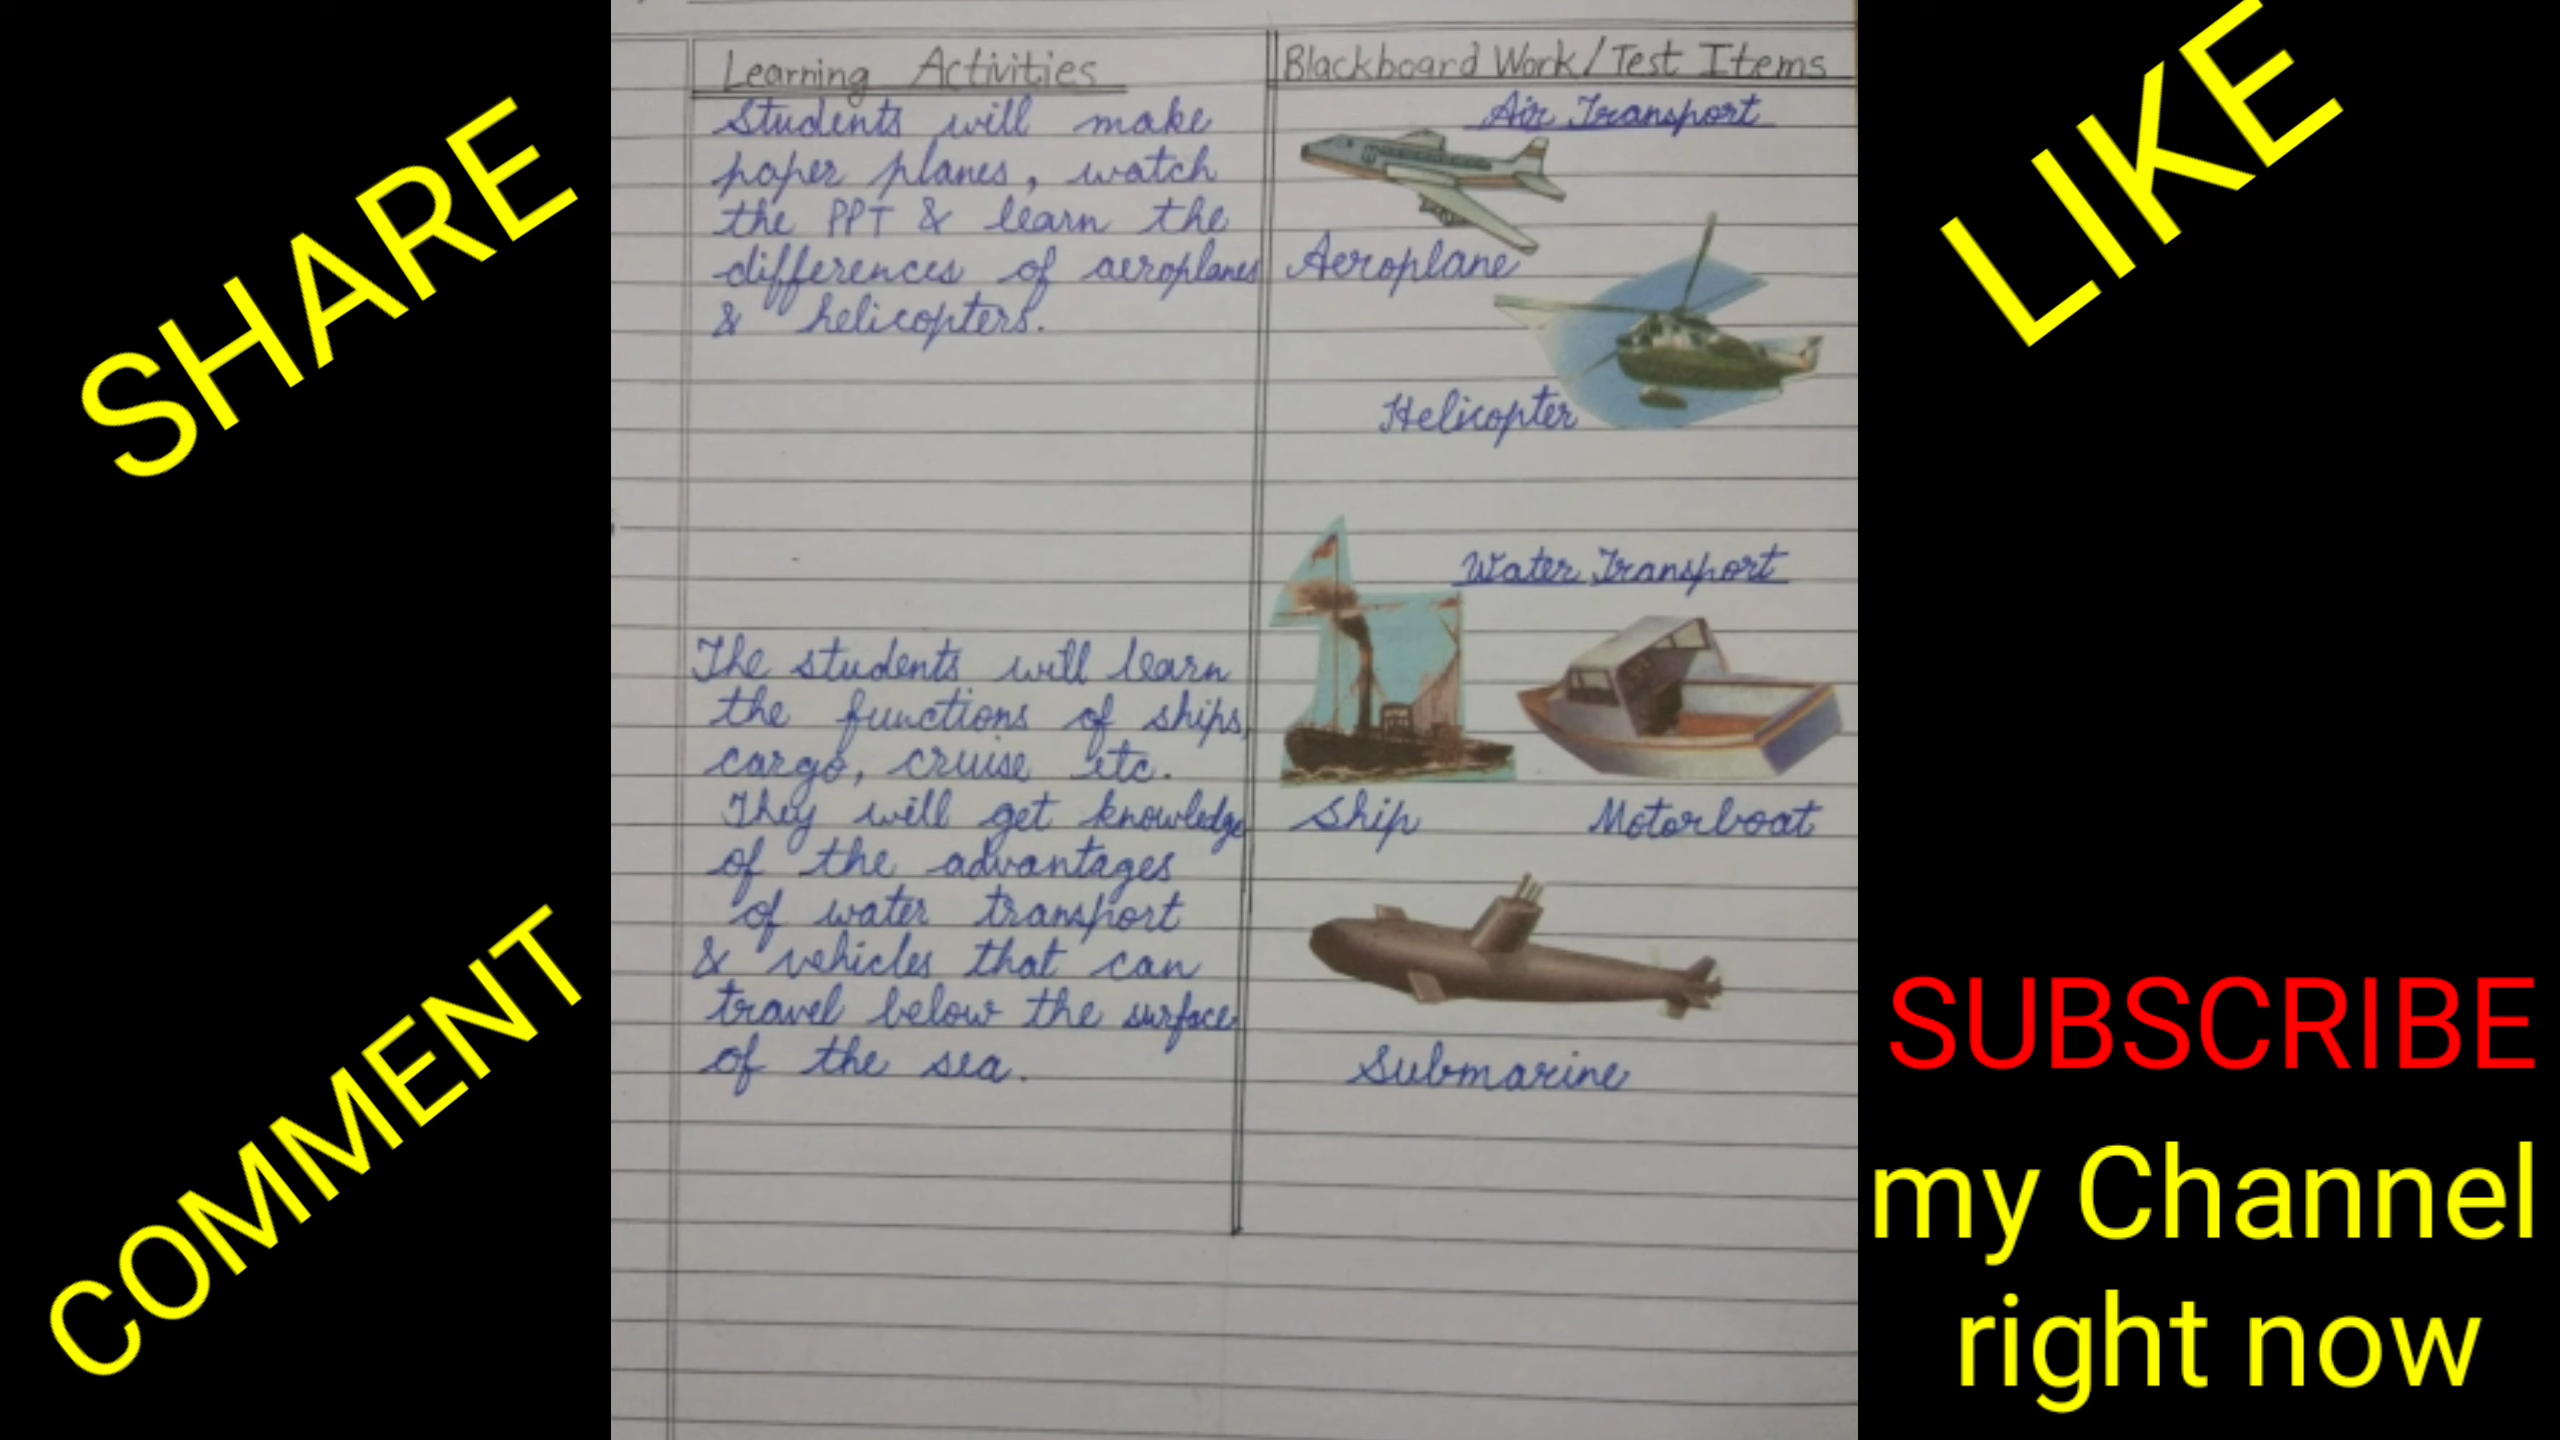 SHARE
LIKE
COMMENT
SUBSCRIBE
my Channel
right now
Learning Activities
Students will make
paper planes, watch
the PPT & learn the
differences of aeroplanes
& helicopters.
The students will learn
the functions of ships,
cargo, cruise etc.
They will get knowledge
of the advantages
of water transport
& vehicles that can
travel below the surface
of the sea.
Blackboard Work/Test Items
Air Transport
Aeroplane
Helicopter
Water Transport
Ship
Motorboat
Submarine